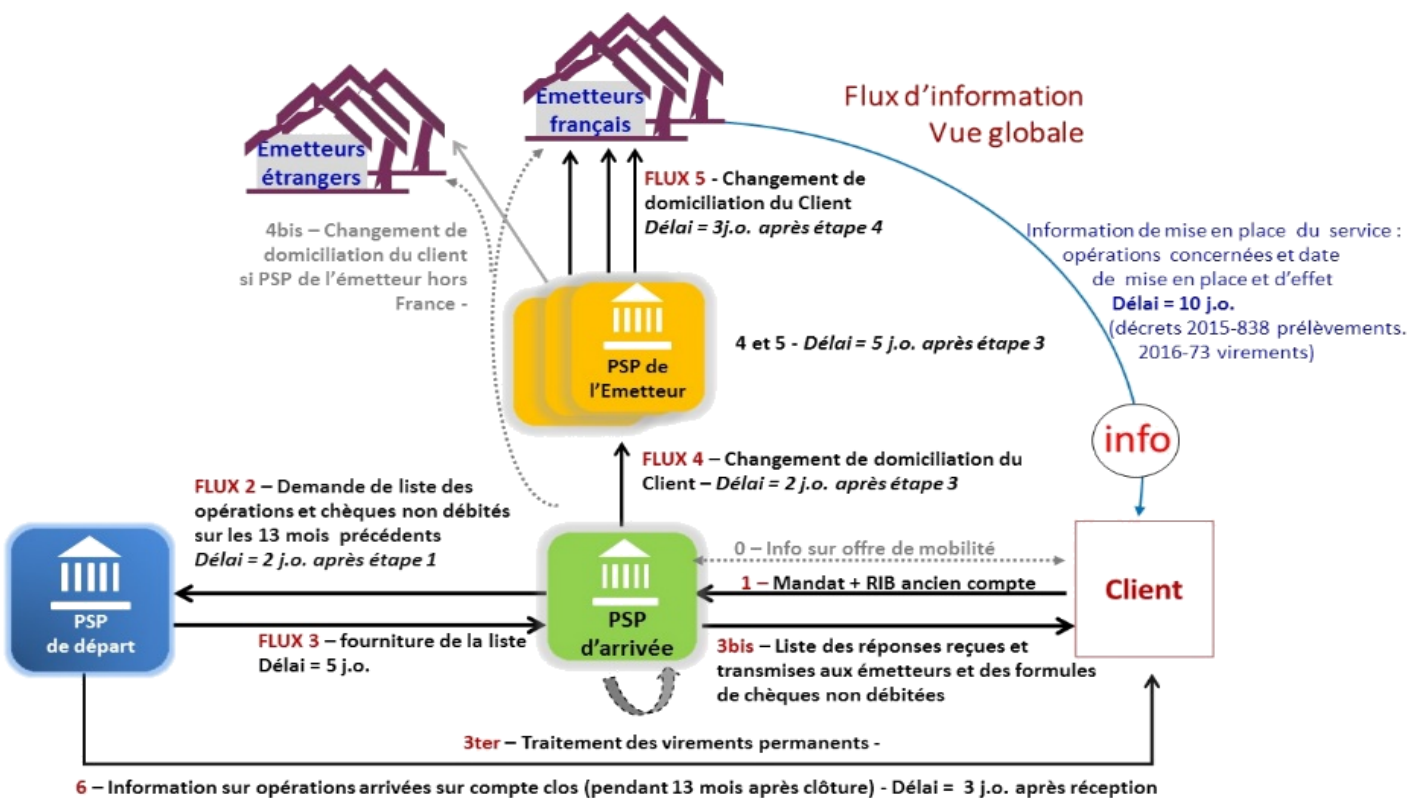 Emetteurs
français
Flux d'information
Vue globale
Emetteurs
étrangers
FLUX 5 - Changement de
domiciliation du Client
Délai = 3j.o. après étape 4
4bis – Changement de
domiciliation du client
si PSP de l'émetteur hors
France -
Information de mise en place du service :
opérations concernées et date
de mise en place et d'effet
Délai = 10 j.o.
(décrets 2015-838 prélèvements.
2016-73 virements)
4 et 5 - Délai = 5 j.o. après étape 3
PSP de
l'Emetteur
info
FLUX 4 – Changement de domiciliation du
Client – Délai = 2 j.o. après étape 3
FLUX 2 – Demande de liste des
opérations et chèques non débités
sur les 13 mois précédents
Délai = 2 j.o. après étape 1
0 – Info sur offre de mobilité
1 – Mandat + RIB ancien compte
Client
PSP
de départ
PSP
d'arrivée
FLUX 3 – fourniture de la liste
Délai = 5 j.o.
3bis – Liste des réponses reçues et
transmises aux émetteurs et des formules
de chèques non débitées
3ter – Traitement des virements permanents -
6 – Information sur opérations arrivées sur compte clos (pendant 13 mois après clôture) - Délai = 3 j.o. après réception